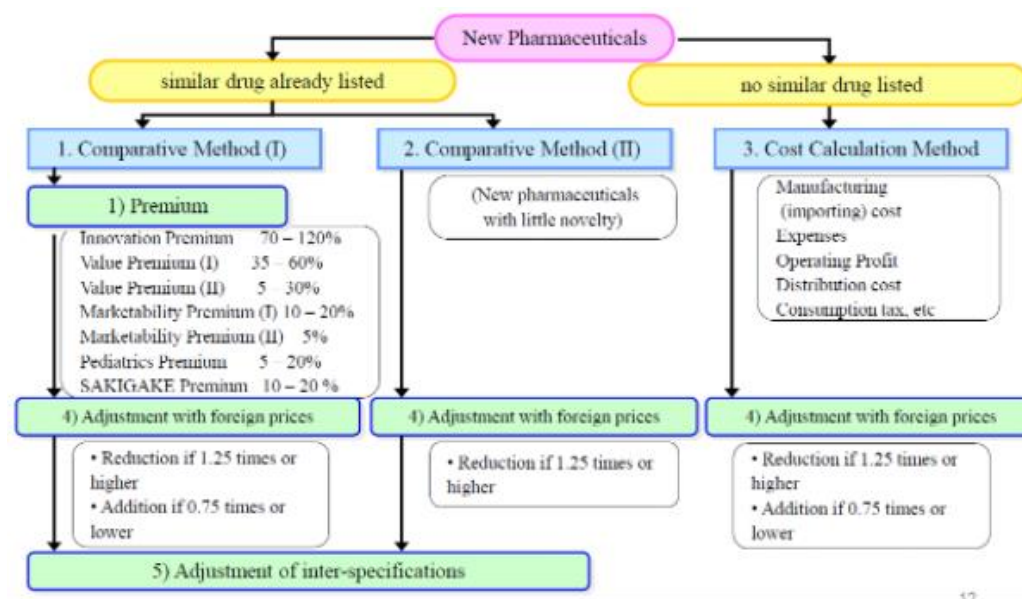 New Pharmaceuticals
similar drug already listed
no similar drug listed
1. Comparative Method (I)
2. Comparative Method (II)
3. Cost Calculation Method
1) Premium
Innovation Premium 70 – 120%
Value Premium (I) 35 – 60%
Value Premium (II) 5 – 30%
Marketability Premium (I) 10 – 20%
Marketability Premium (II) 5%
Pediatrics Premium 5 – 20%
SAKIGAKE Premium 10 – 20 %
(New pharmaceuticals
with little novelty)
Manufacturing
(importing) cost
Expenses
Operating Profit
Distribution cost
Consumption tax, etc
4) Adjustment with foreign prices
4) Adjustment with foreign prices
4) Adjustment with foreign prices
• Reduction if 1.25 times or
higher
• Addition if 0.75 times or
lower
• Reduction if 1.25 times or
higher
• Reduction if 1.25 times or
higher
• Addition if 0.75 times or
lower
5) Adjustment of inter-specifications